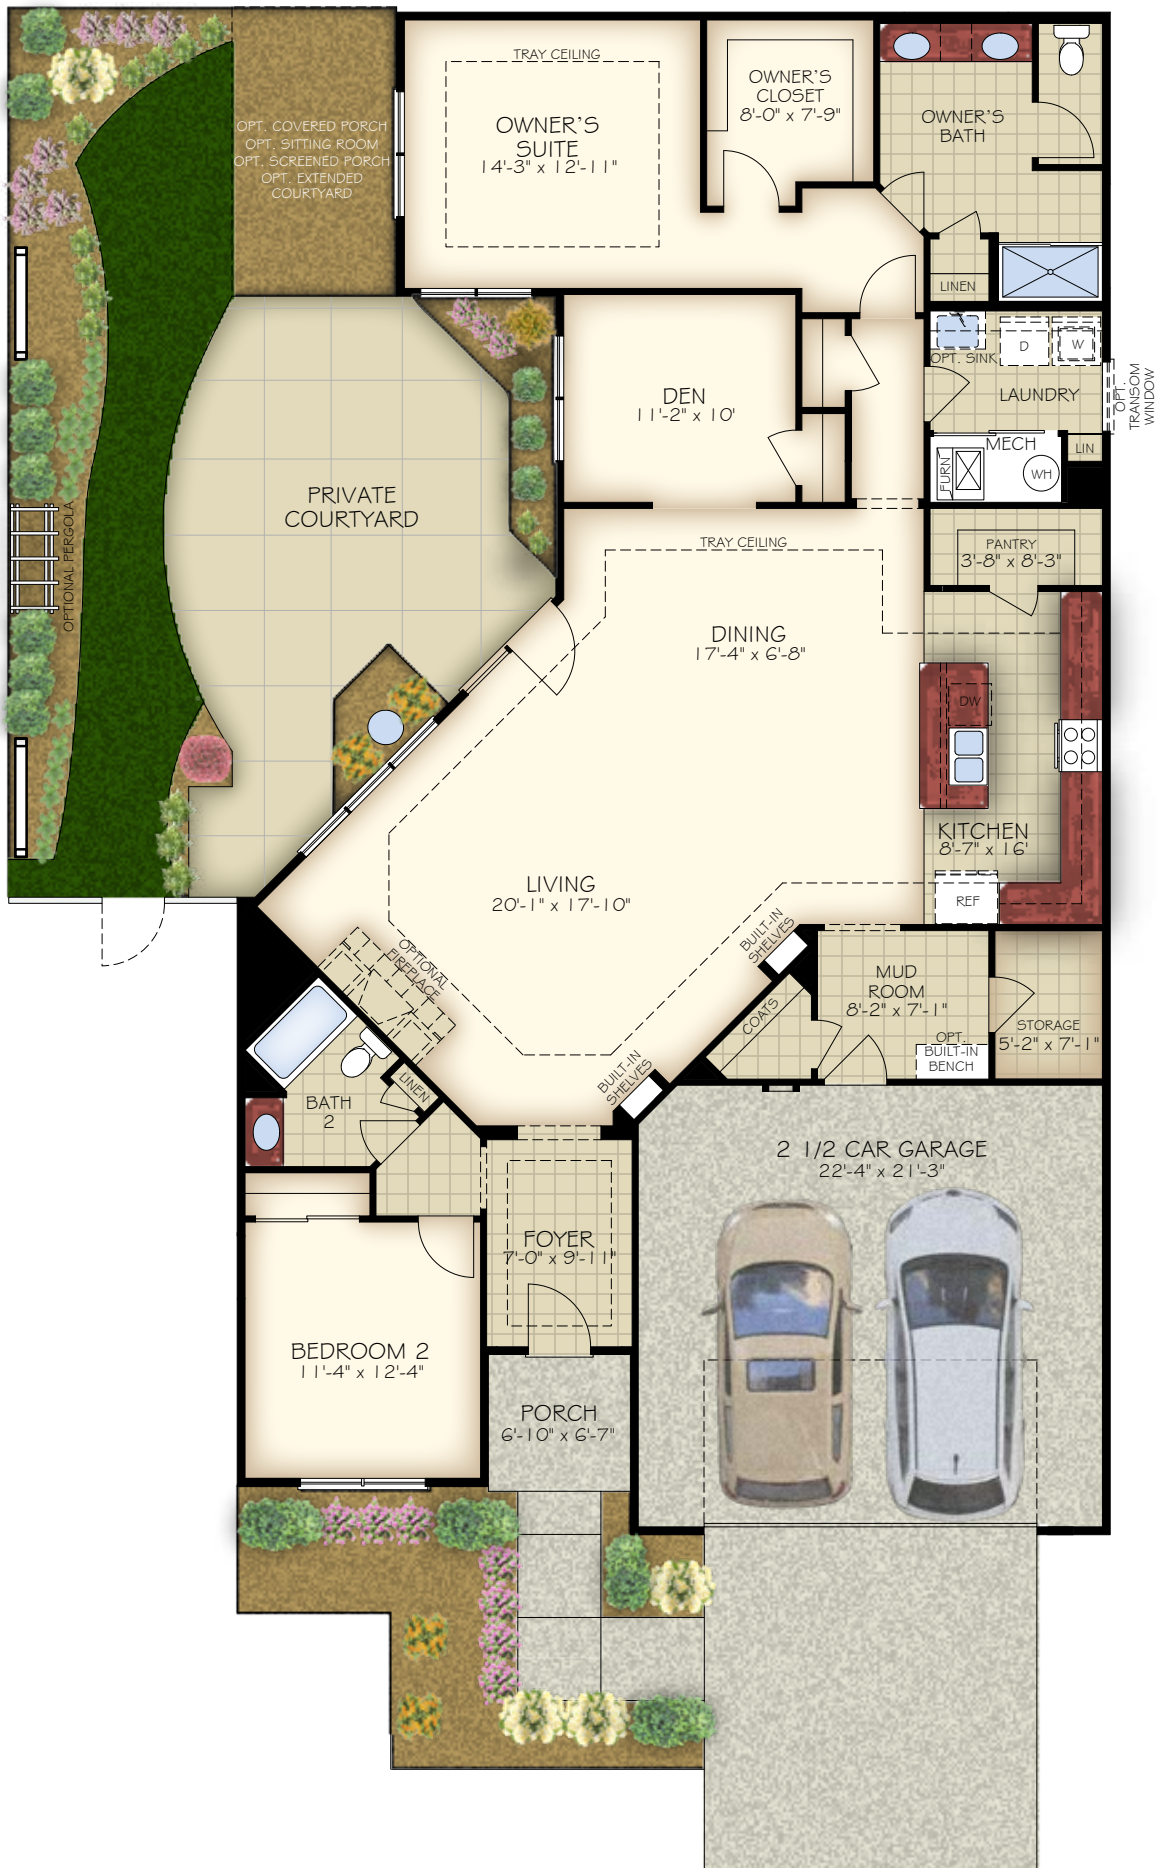 TRAY CEILING
OWNER'S
SUITE
14'-3" x 12'-11"
OWNER'S
CLOSET
8'-0" x 7'-9"
OWNER'S
BATH
OPT. COVERED PORCH
OPT. SITTING ROOM
OPT. SCREENED PORCH
OPT. EXTENDED
COURTYARD
LINEN
OPT. SINK
D
W
LAUNDRY
OPT.
TRANSOM
WINDOW
MECH
FURN
WH
LIN
DEN
11'-2" x 10'
PRIVATE
COURTYARD
OPTIONAL PERGOLA
TRAY CEILING
PANTRY
3'-8" x 8'-3"
DINING
17'-4" x 6'-8"
DW
KITCHEN
8'-7" x 16'
REF
LIVING
20'-1" x 17'-10"
OPTIONAL
FIREPLACE
BUILT-IN
SHELVES
MUD
ROOM
8'-2" x 7'-1"
COATS
OPT.
BUILT-IN
BENCH
STORAGE
5'-2" x 7'-1"
BUILT-IN
SHELVES
LINEN
BATH
2
2 1/2 CAR GARAGE
22'-4" x 21'-3"
FOYER
7'-0" x 9'-11"
BEDROOM 2
11'-4" x 12'-4"
PORCH
6'-10" x 6'-7"